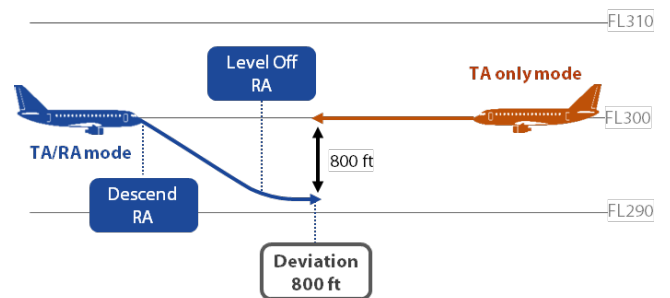 FL310
Level Off
RA
TA only mode
FL300
TA/RA mode
800 ft
Descend
RA
FL290
Deviation
800 ft